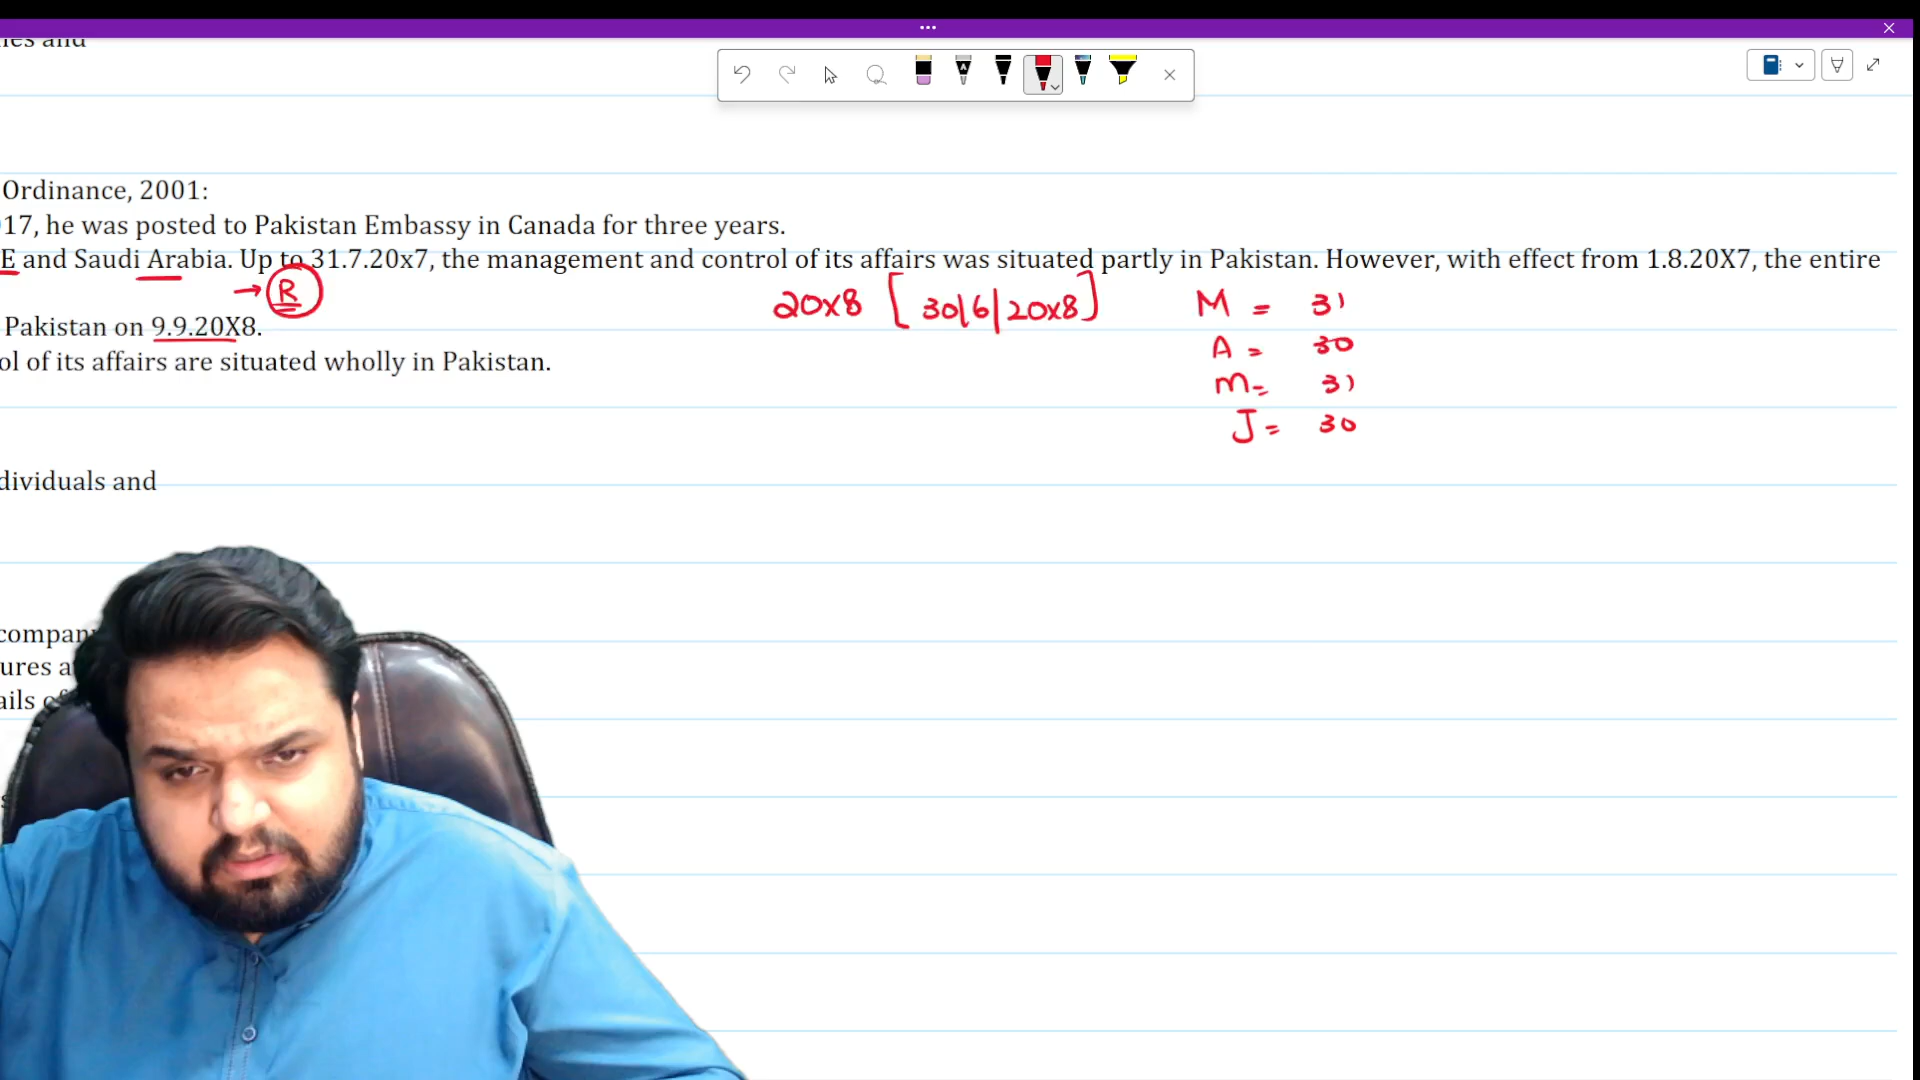 Ordinance, 2001:
17, he was posted to Pakistan Embassy in Canada for three years.
E and Saudi Arabia. Up to 31.7.20x7, the management and control of its affairs was situated partly in Pakistan. However, with effect from 1.8.20X7, the entire
→ R
20x8 [30/6/20x8]
M = 31
Pakistan on 9.9.20X8.
A = 30
ol of its affairs are situated wholly in Pakistan.
m = 31
J = 30
dividuals and
company
ures a
ails of